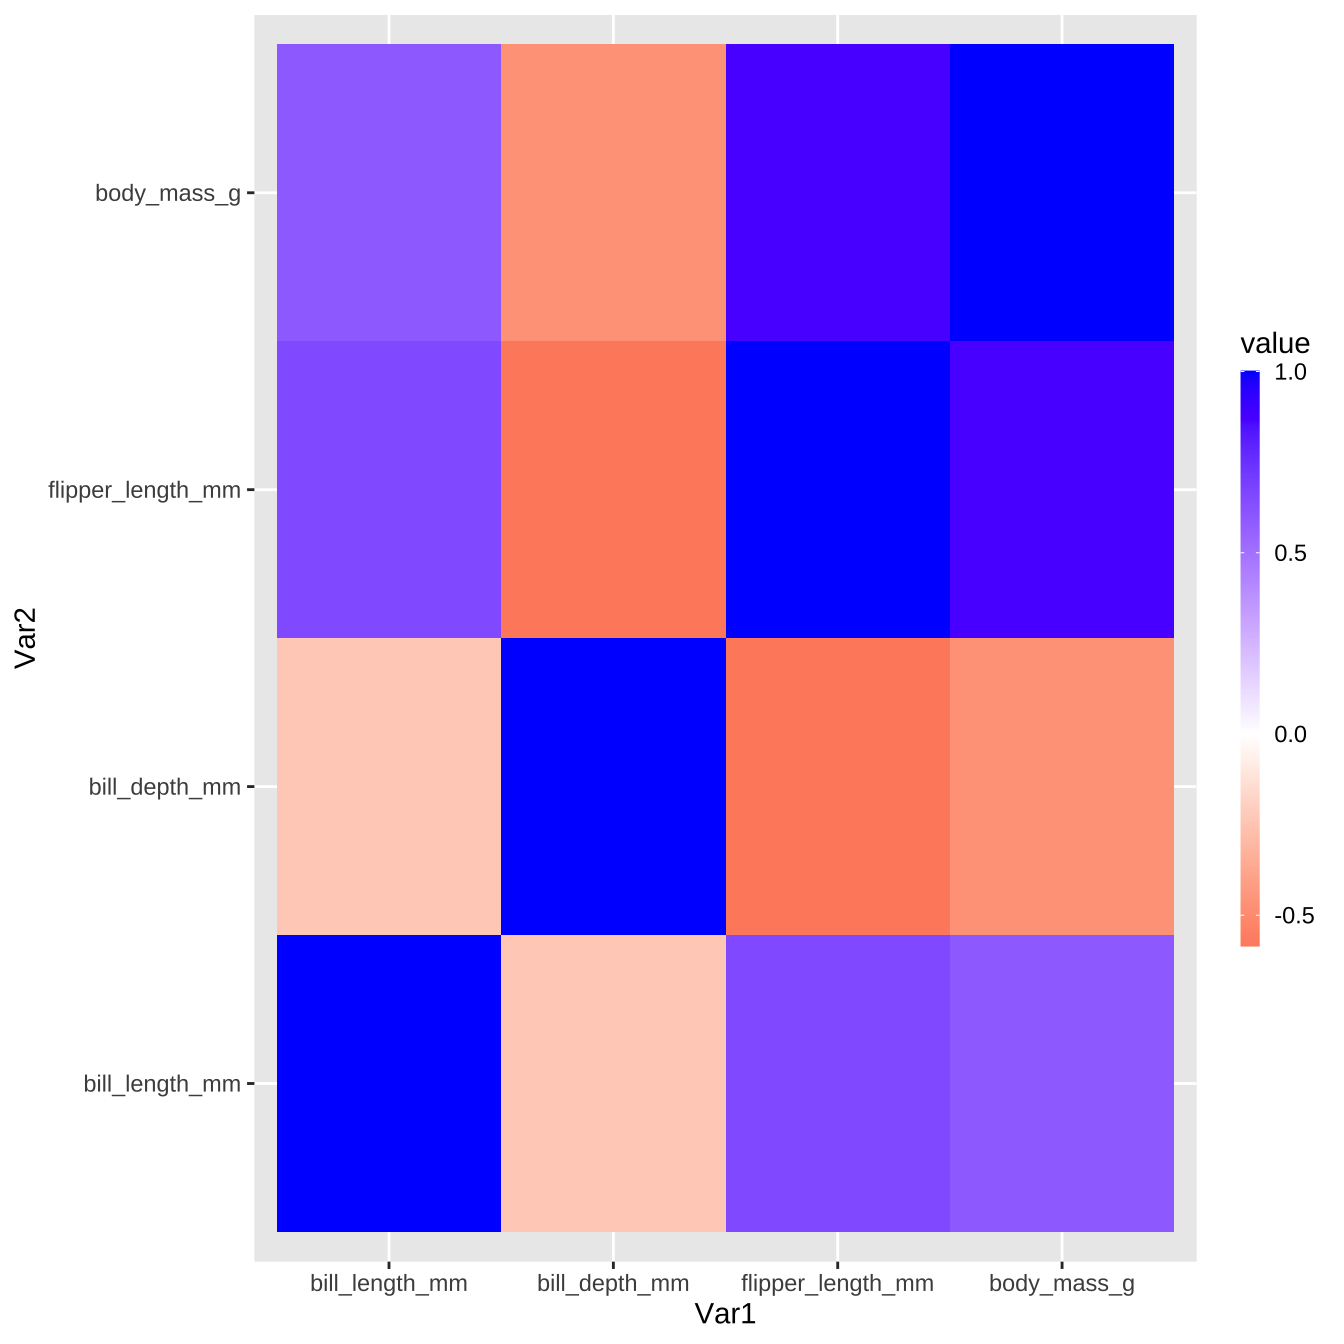 body_mass_g
flipper_length_mm
bill_depth_mm
bill_length_mm
Var2
bill_length_mm
bill_depth_mm
flipper_length_mm
body_mass_g
Var1
value
1.0
0.5
0.0
-0.5